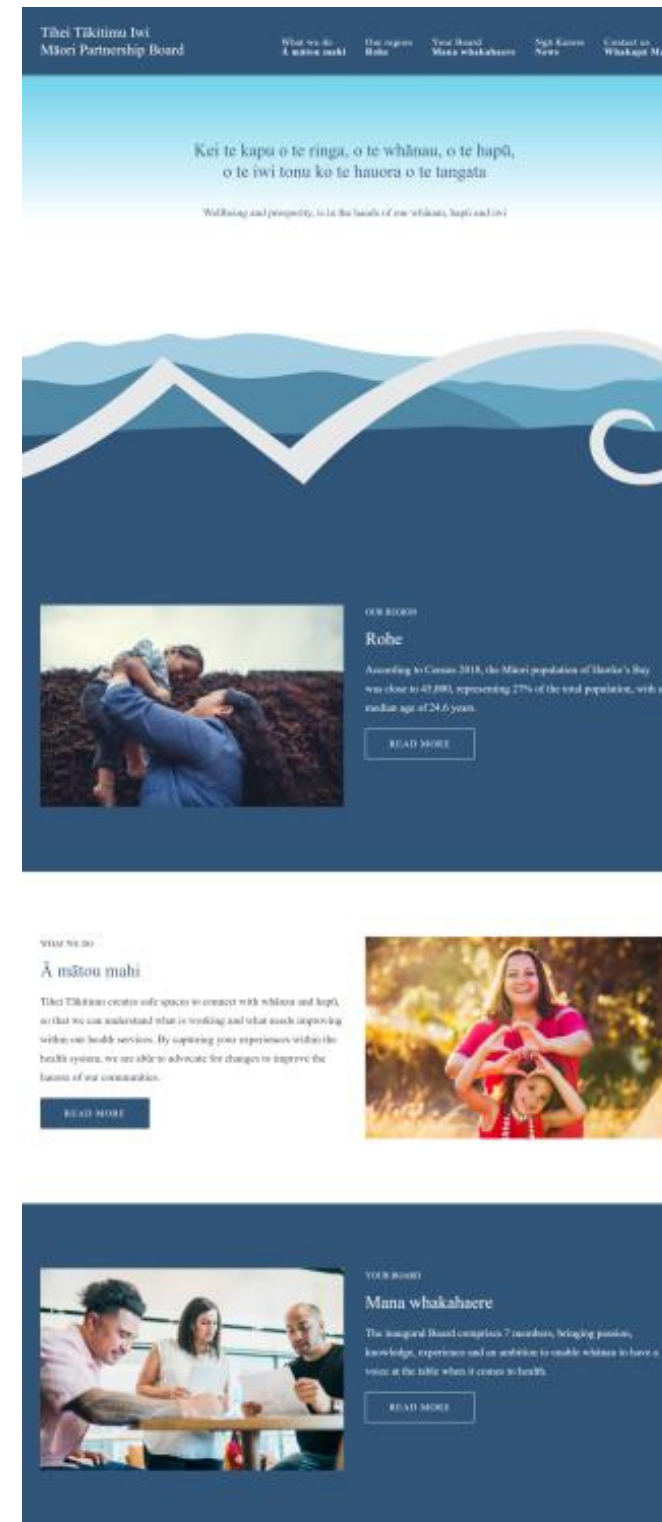 Tihei Tākitimu Iwi
Māori Partnership Board
What we do
Ā mātou mahi
Our region
Rohe
Your Board
Mana whakahaere
Ngā Karere
News
Contact us
Whakapā
Kei te kapu o te ringa, o te whānau, o te hapū,
o te iwi tonu ko te hauora o te tangata
Wellbeing and prosperity, is in the hands of our whānau, hapū and iwi
OUR REGION
Rohe
According to Census 2018, the Māori population of Hawke's Bay
was close to 45,000, representing 27% of the total population, with a
median age of 24.6 years.
READ MORE
WHAT WE DO
Ā mātou mahi
Tihei Tākitimu creates safe spaces to connect with whānau and hapū,
so that we can understand what is working and what needs improving
within our health services. By capturing your experiences within the
health system, we are able to advocate for changes to improve the
hauora of our communities.
READ MORE
YOUR BOARD
Mana whakahaere
The inaugural Board comprises 7 members, bringing passion,
knowledge, experience and an ambition to enable whānau to have a
voice at the table when it comes to health.
READ MORE